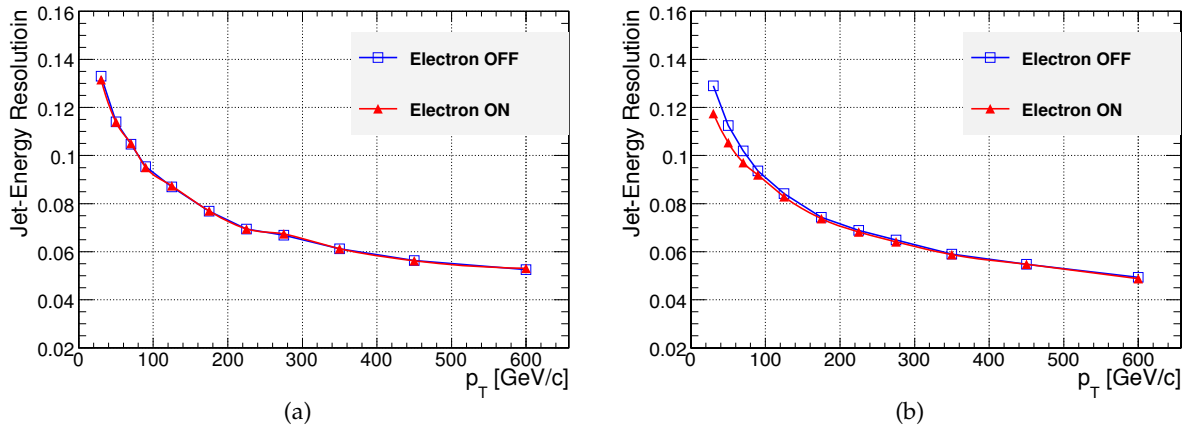 0.16
0.14
0.12
0.1
0.08
0.06
0.04
0.02
Jet-Energy Resolutioin
Electron OFF
Electron ON
100 200 300 400 500 600
p_T [GeV/c]
(a)
0.16
0.14
0.12
0.1
0.08
0.06
0.04
0.02
Jet-Energy Resolutioin
Electron OFF
Electron ON
100 200 300 400 500 600
p_T [GeV/c]
(b)